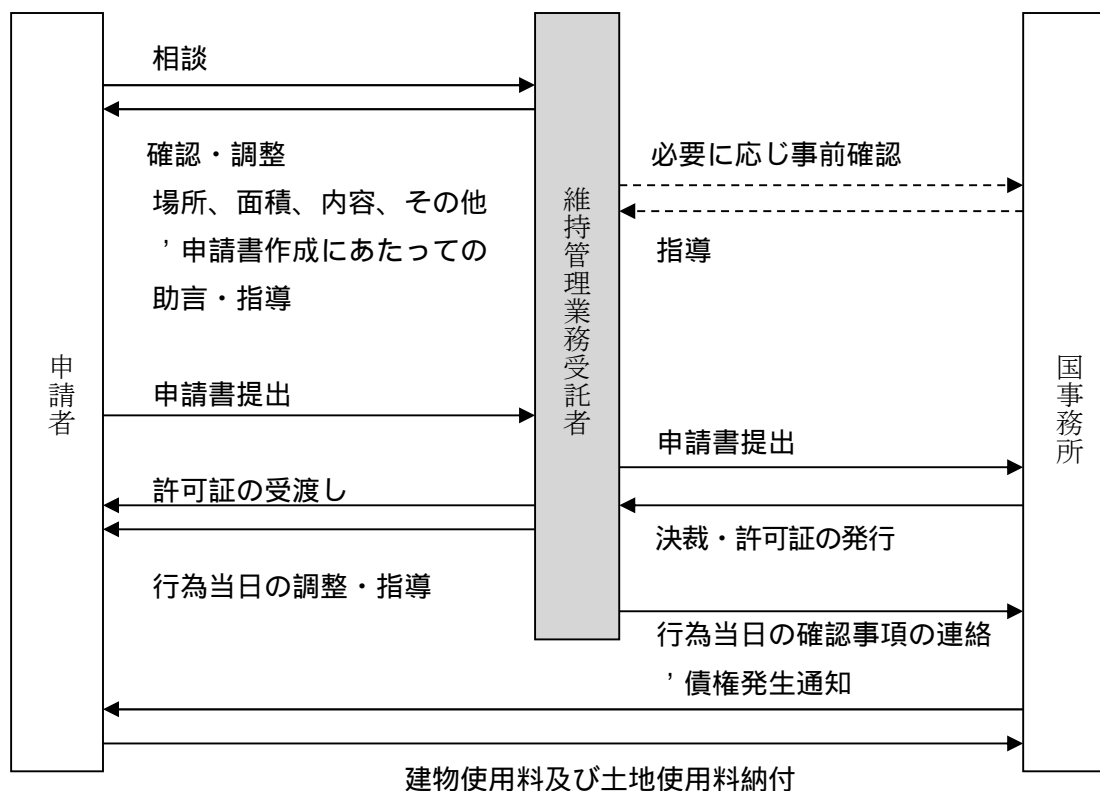 相談
確認・調整
場所、面積、内容、その他
’申請書作成にあたっての
助言・指導
必要に応じ事前確認
指導
申請者
維持管理業務受託者
国事務所
申請書提出
申請書提出
許可証の受渡し
決裁・許可証の発行
行為当日の調整・指導
行為当日の確認事項の連絡
’債権発生通知
建物使用料及び土地使用料納付